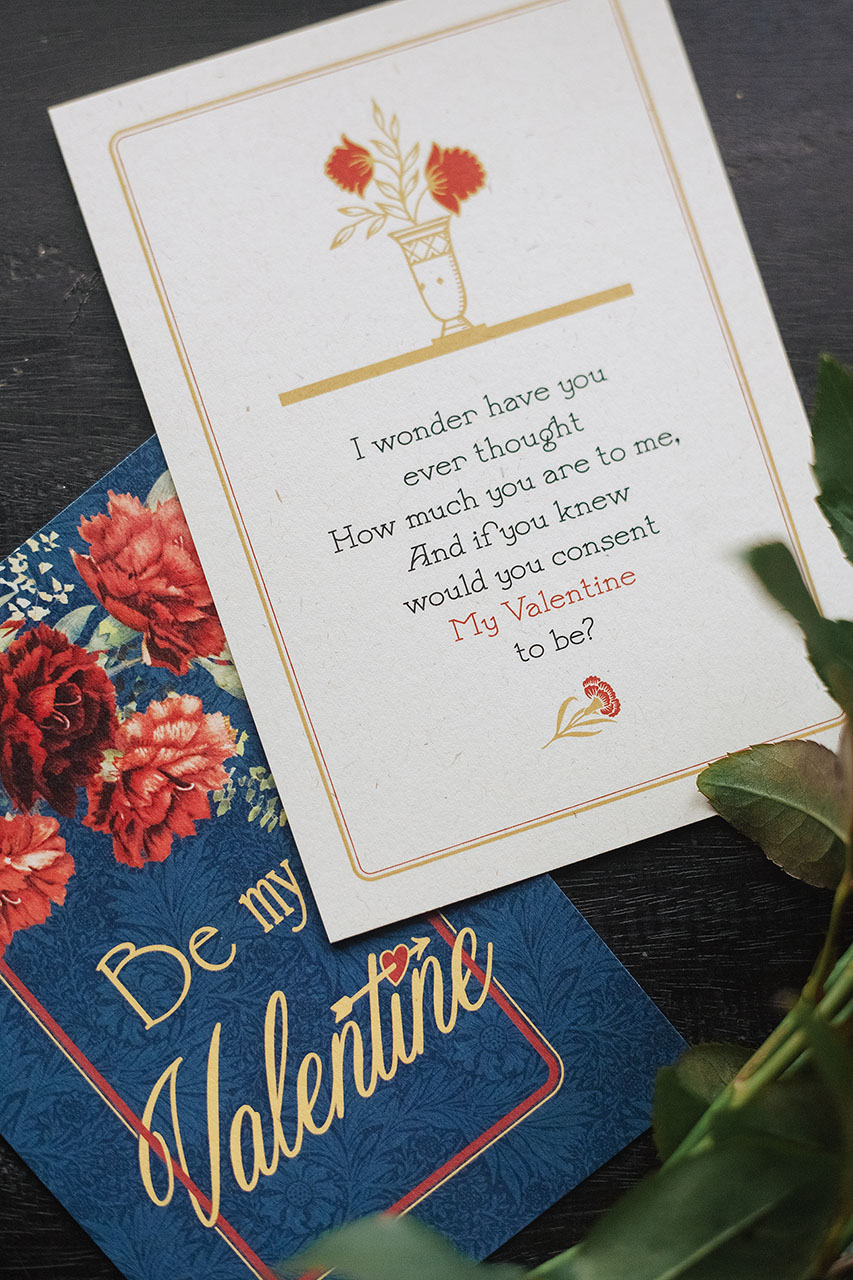 I wonder have you
ever thought
How much you are to me,
And if you knew
would you consent
My Valentine
to be?
Be my
Valentine